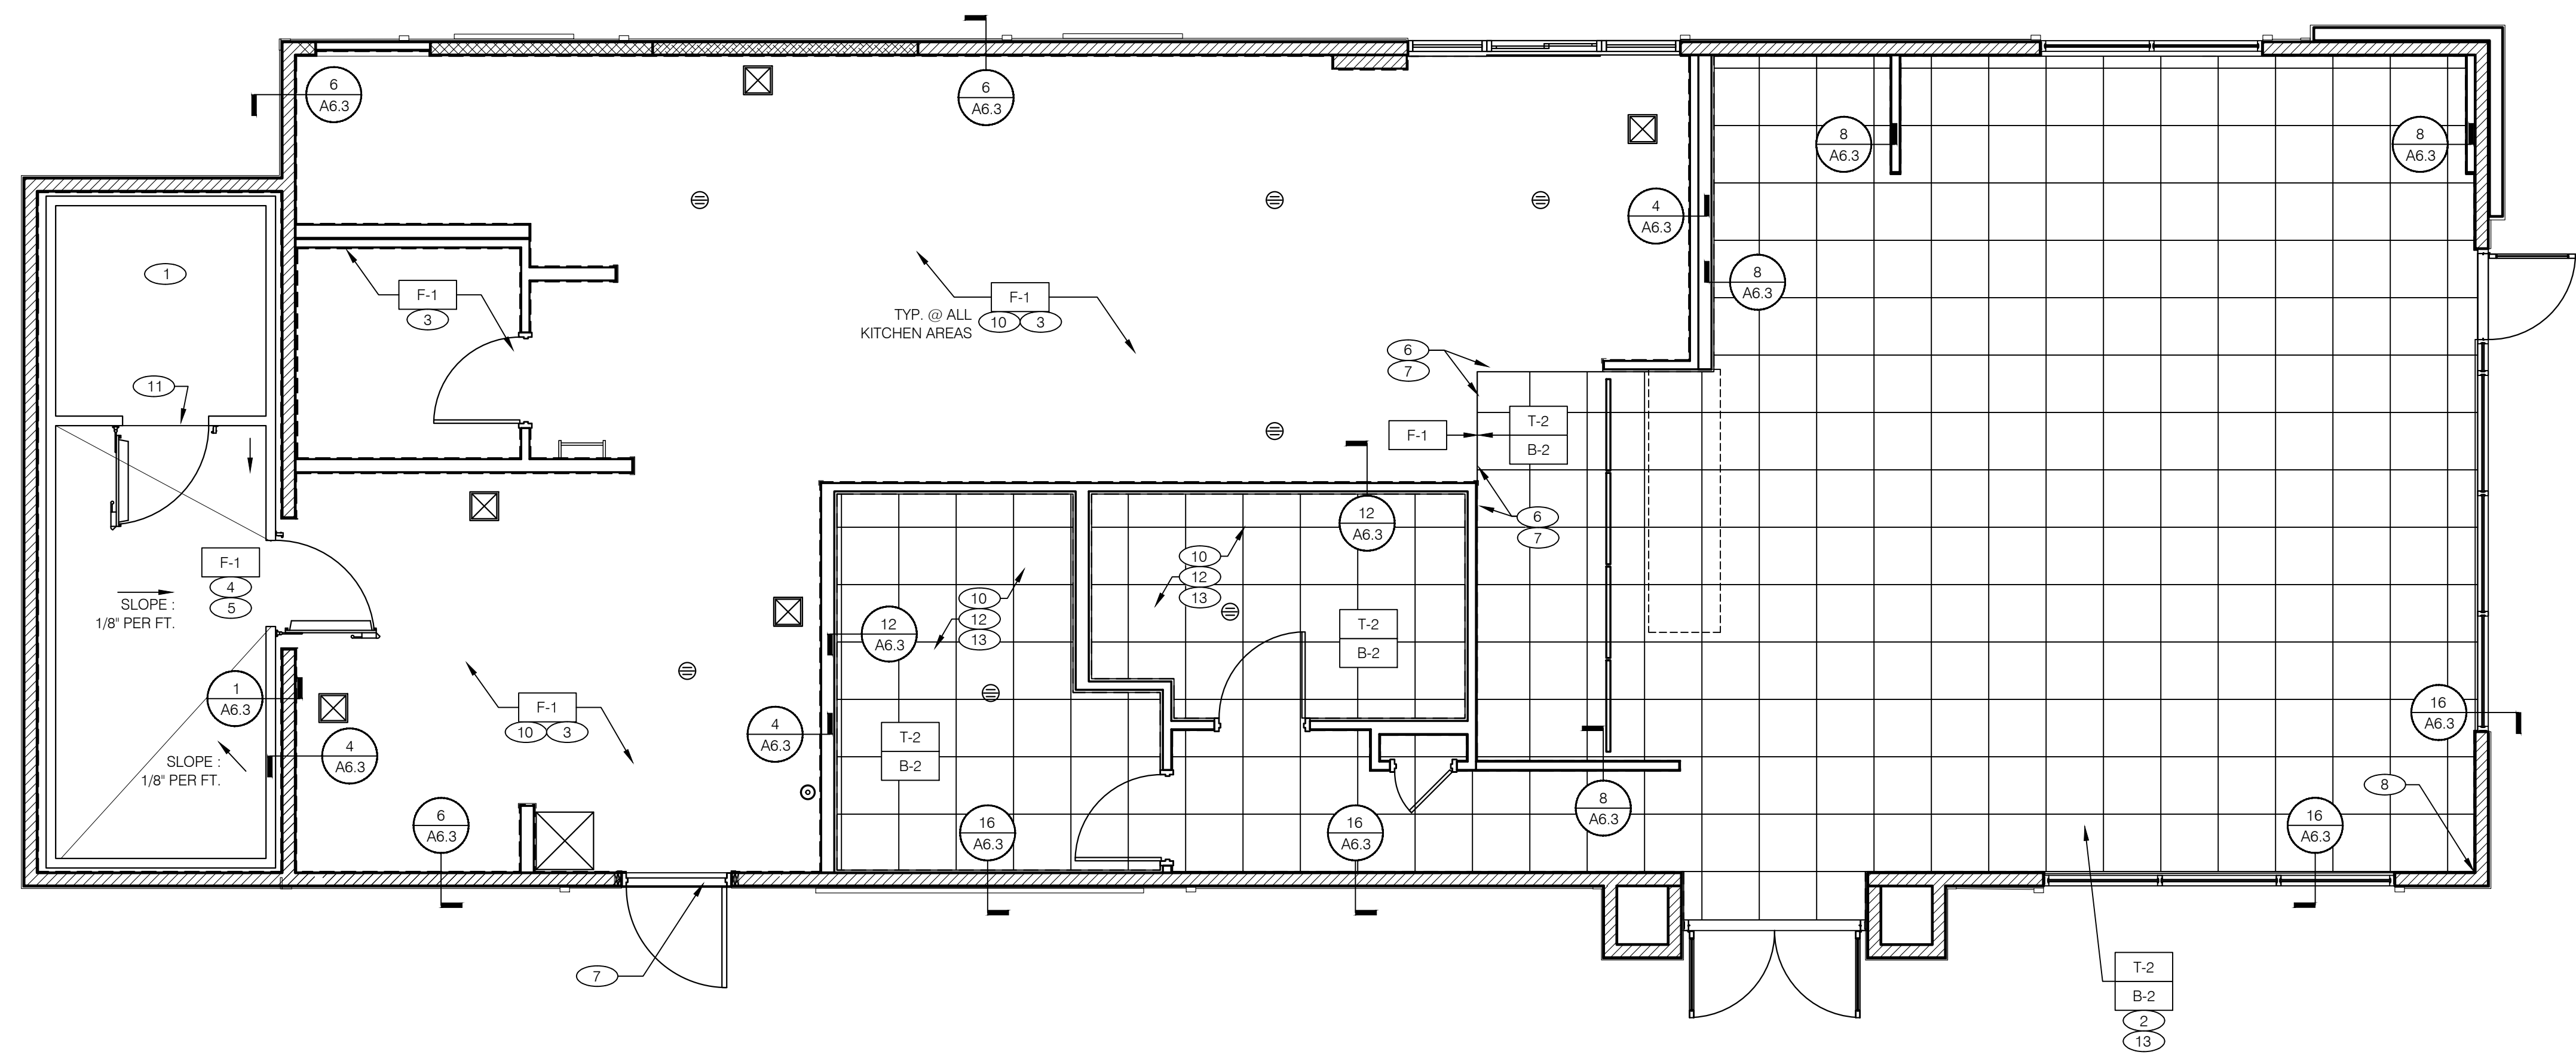 6
A6.3
6
A6.3
8
A6.3
8
A6.3
4
A6.3
8
A6.3
1
F-1
3
F-1
TYP. @ ALL
KITCHEN AREAS
10
3
6
7
11
F-1
T-2
B-2
6
7
12
A6.3
F-1
4
5
SLOPE :
1/8" PER FT.
10
12
13
10
12
13
12
A6.3
T-2
B-2
1
A6.3
F-1
10
3
4
A6.3
T-2
B-2
16
A6.3
SLOPE :
1/8" PER FT.
4
A6.3
6
A6.3
16
A6.3
16
A6.3
8
A6.3
8
16
A6.3
7
T-2
B-2
2
13